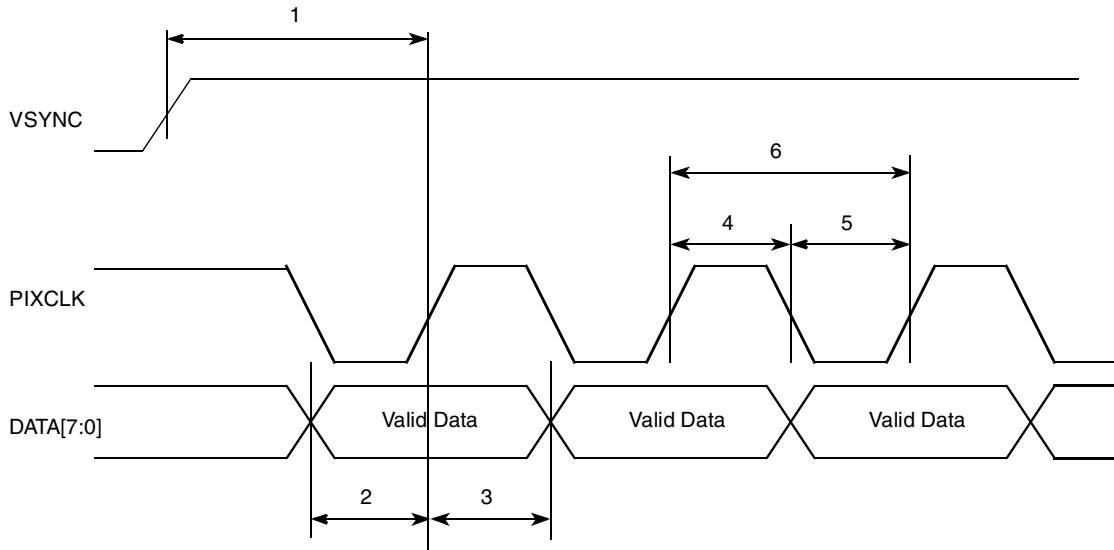 1
VSYNC
6
4 5
PIXCLK
DATA[7:0] Valid Data Valid Data Valid Data
2 3